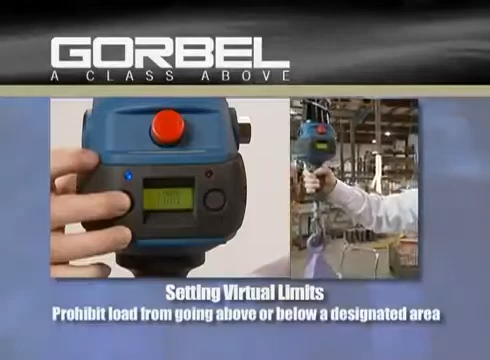 GORBEL
A CLASS ABOVE
Setting Virtual Limits
Prohibit load from going above or below a designated area